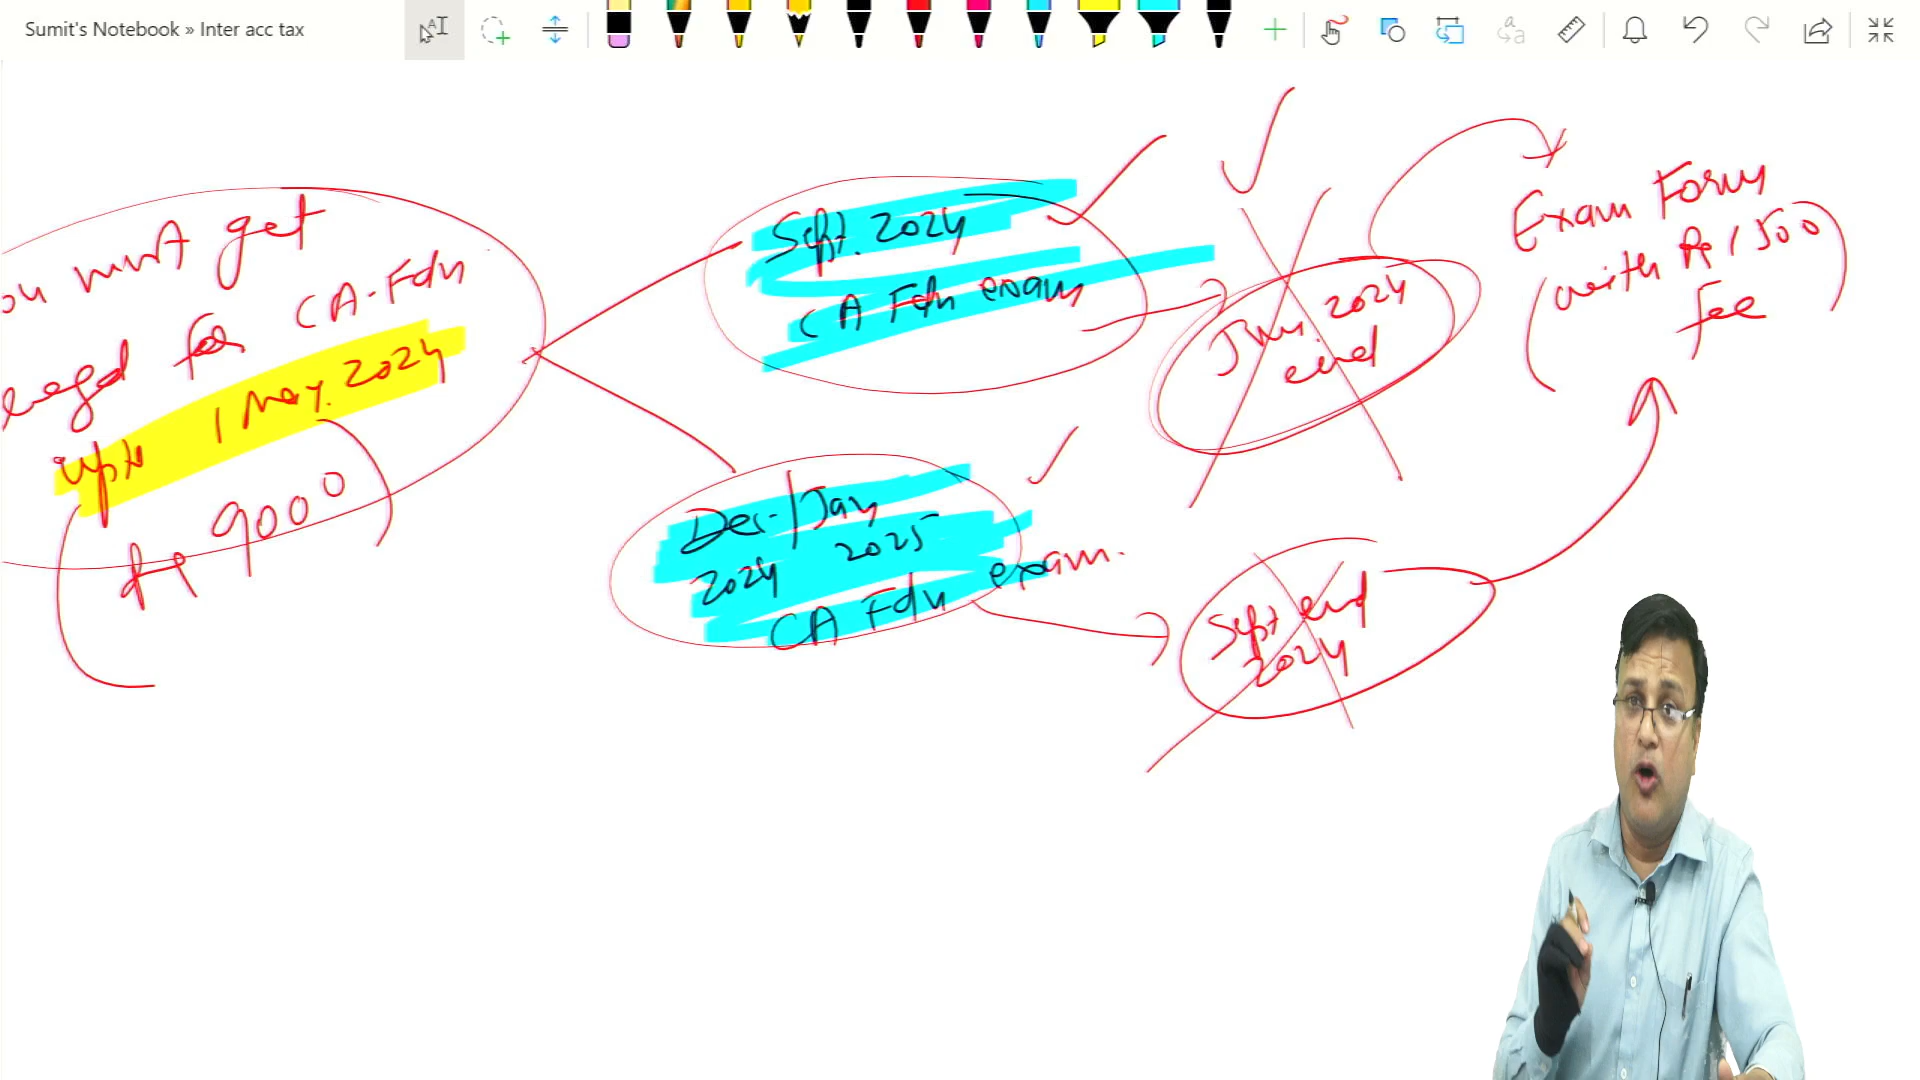 Sumit's Notebook » Inter acc tax
ou must get
regd for CA-Fdn
upto 1 May. 2024
Rs 9000
Sept. 2024
CA Fdn exam
June 2024
end
Exam Form
(with Rs 1500)
fee
Dec-/Jan
2024 2025
CA Fdn exam.
Sept end
2024